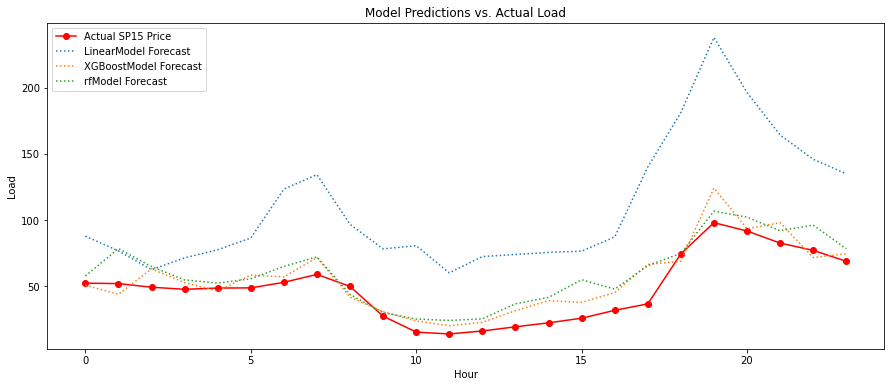 Model Predictions vs. Actual Load
Actual SP15 Price
LinearModel Forecast
XGBoostModel Forecast
rfModel Forecast
Load
200
150
100
50
0
5
10
15
20
Hour